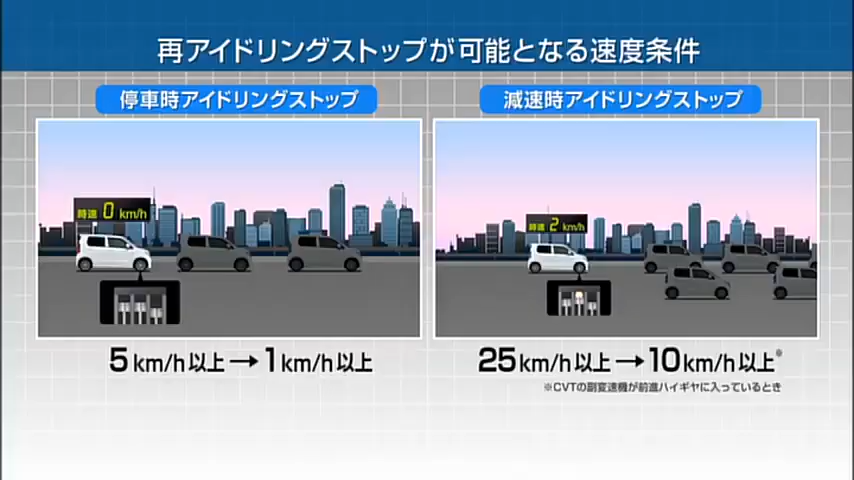 再アイドリングストップが可能となる速度条件
停車時アイドリングストップ
減速時アイドリングストップ
時速 0 km/h
時速 2 km/h
5km/h以上→1km/h以上
25km/h以上→10km/h以上※
※CVTの副変速機が前進ハイギヤに入っているとき